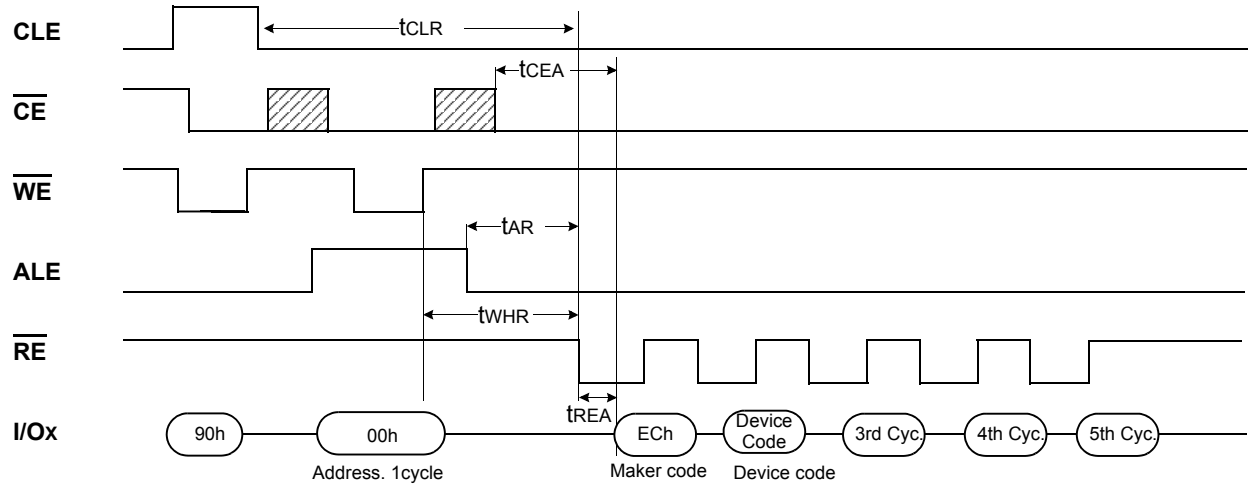 CLE
tCLR
tCEA
CE
WE
tAR
ALE
tWHR
RE
tREA
I/Ox
90h
00h
ECh
Device
Code
3rd Cyc.
4th Cyc.
5th Cyc.
Address. 1cycle
Maker code
Device code